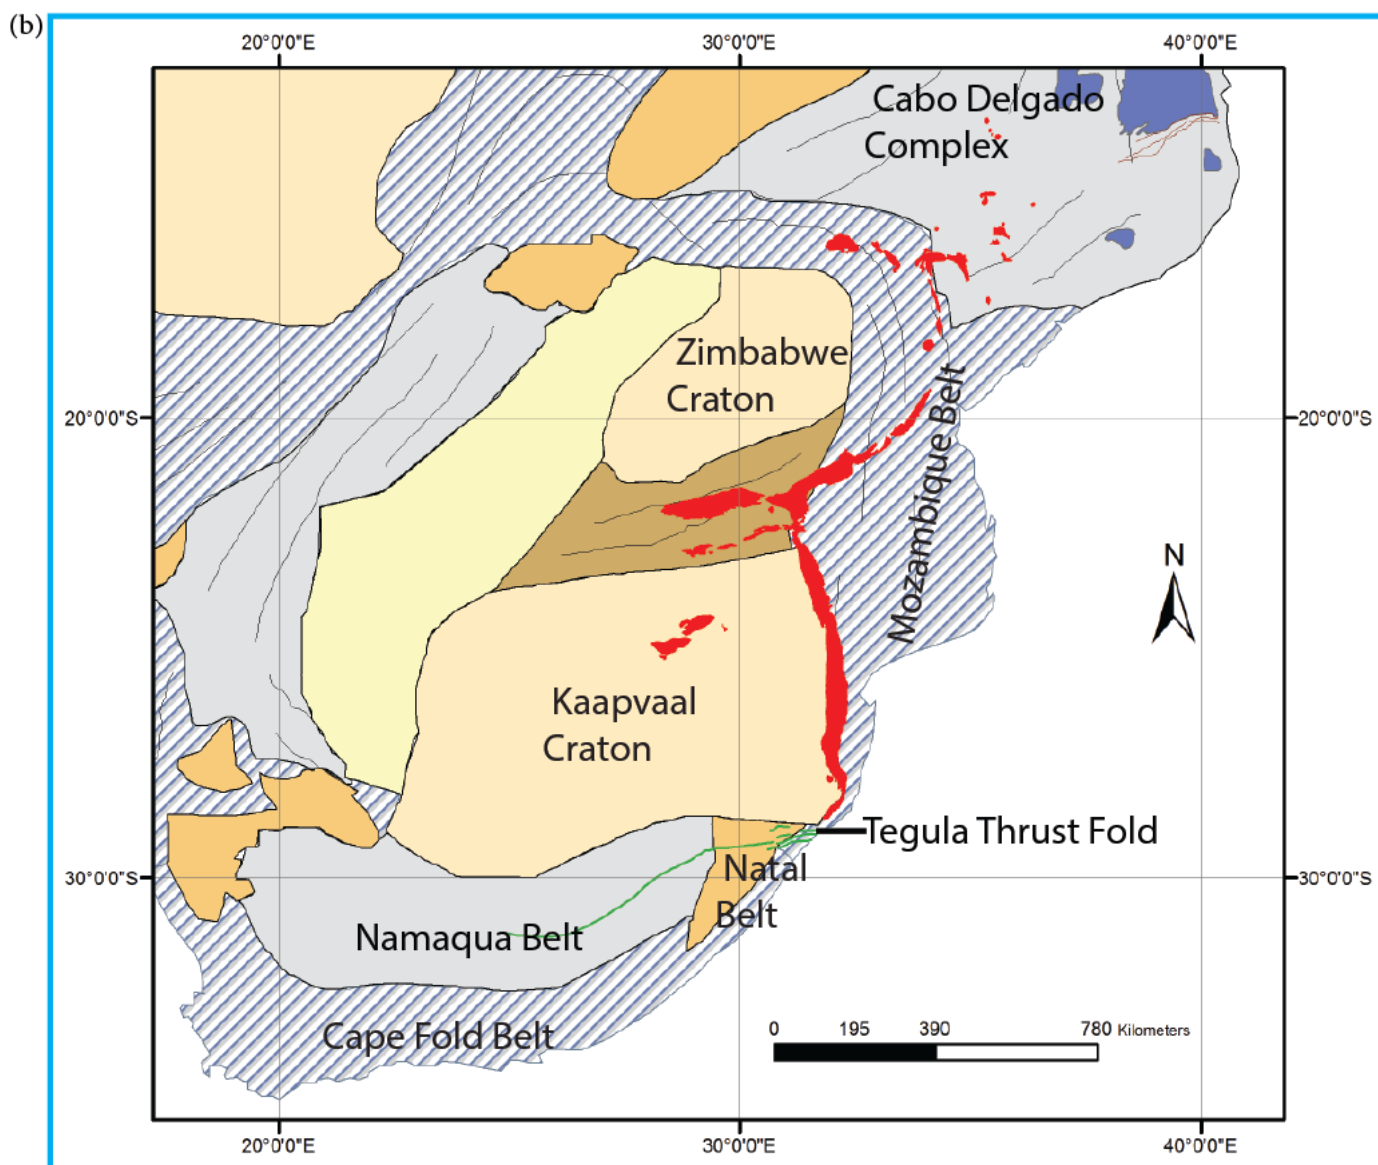 (b)
20°0'0"E 30°0'0"E 40°0'0"E
Cabo Delgado
Complex
Zimbabwe
Craton
20°0'0"S 20°0'0"S
Mozambique Belt
N
Kaapvaal
Craton
Tegula Thrust Fold
Natal
Belt
30°0'0"S 30°0'0"S
Namaqua Belt
Cape Fold Belt
0 195 390 780 Kilometers
20°0'0"E 30°0'0"E 40°0'0"E